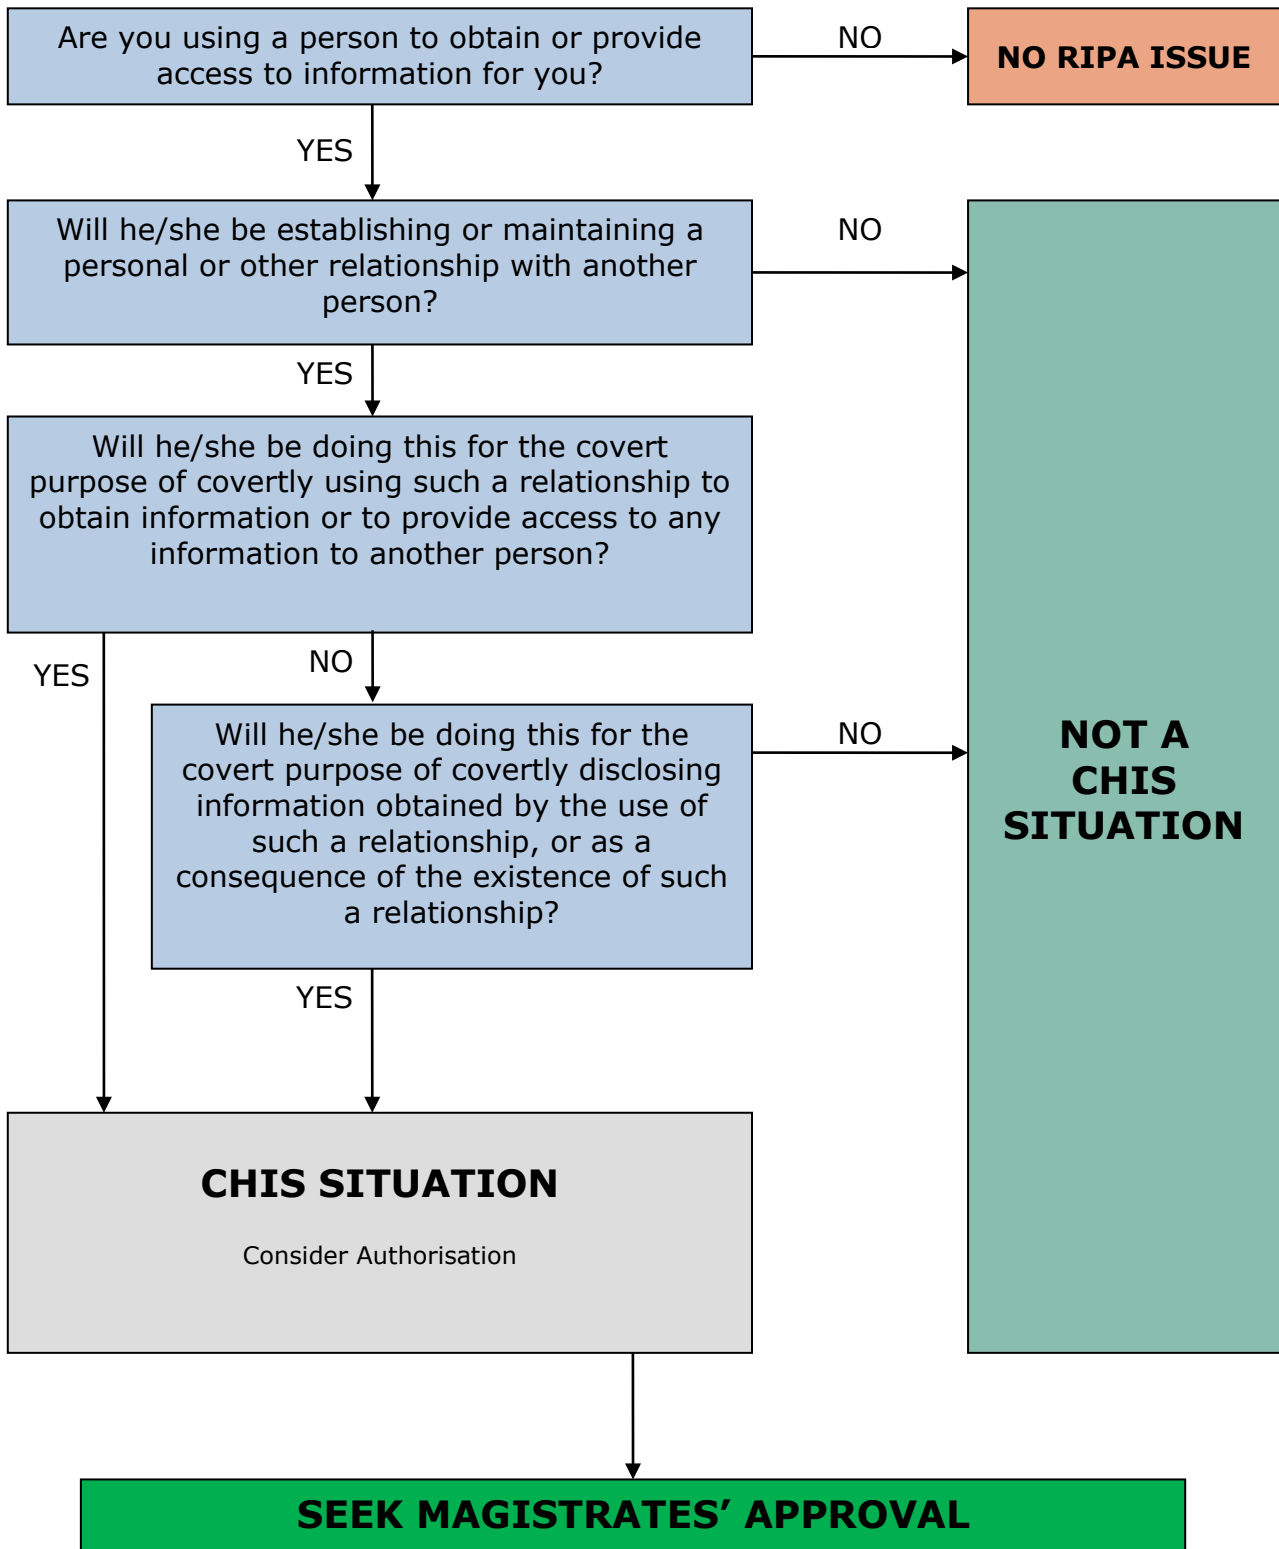 Are you using a person to obtain or provide
access to information for you?
NO
NO RIPA ISSUE
YES
Will he/she be establishing or maintaining a
personal or other relationship with another
person?
NO
YES
Will he/she be doing this for the covert
purpose of covertly using such a relationship to
obtain information or to provide access to any
information to another person?
YES
NO
Will he/she be doing this for the
covert purpose of covertly disclosing
information obtained by the use of
such a relationship, or as a
consequence of the existence of such
a relationship?
NO
NOT A
CHIS
SITUATION
YES
CHIS SITUATION
Consider Authorisation
SEEK MAGISTRATES’ APPROVAL